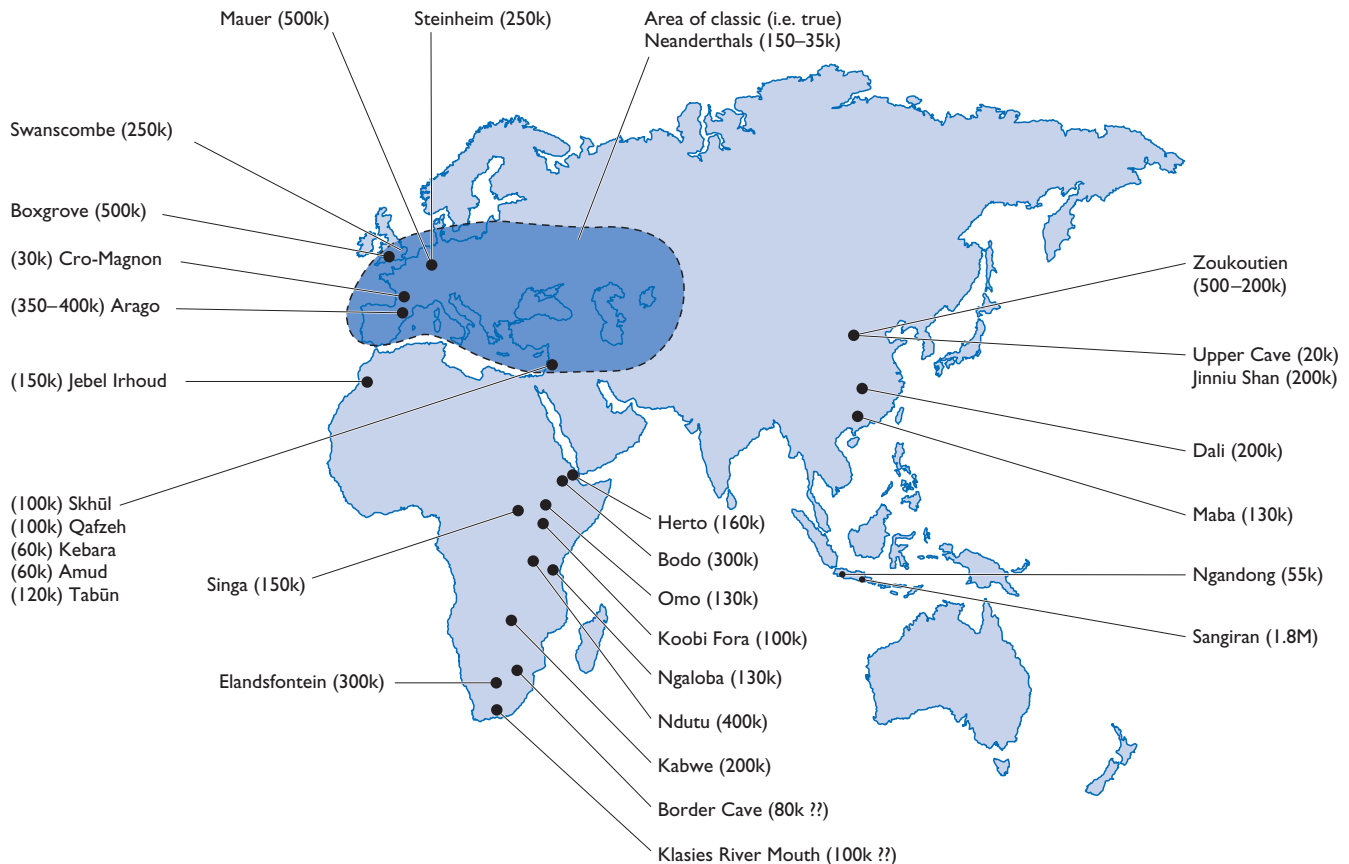 Mauer (500k)
Steinheim (250k)
Area of classic (i.e. true)
Neanderthals (150–35k)
Swanscombe (250k)
Boxgrove (500k)
(30k) Cro-Magnon
(350–400k) Arago
(150k) Jebel Irhoud
(100k) Skhūl
(100k) Qafzeh
(60k) Kebara
(60k) Amud
(120k) Tabūn
Singa (150k)
Elandsfontein (300k)
Herto (160k)
Bodo (300k)
Omo (130k)
Koobi Fora (100k)
Ngaloba (130k)
Ndutu (400k)
Kabwe (200k)
Border Cave (80k ??)
Klasies River Mouth (100k ??)
Zoukoutien
(500–200k)
Upper Cave (20k)
Jinniu Shan (200k)
Dali (200k)
Maba (130k)
Ngandong (55k)
Sangiran (1.8M)